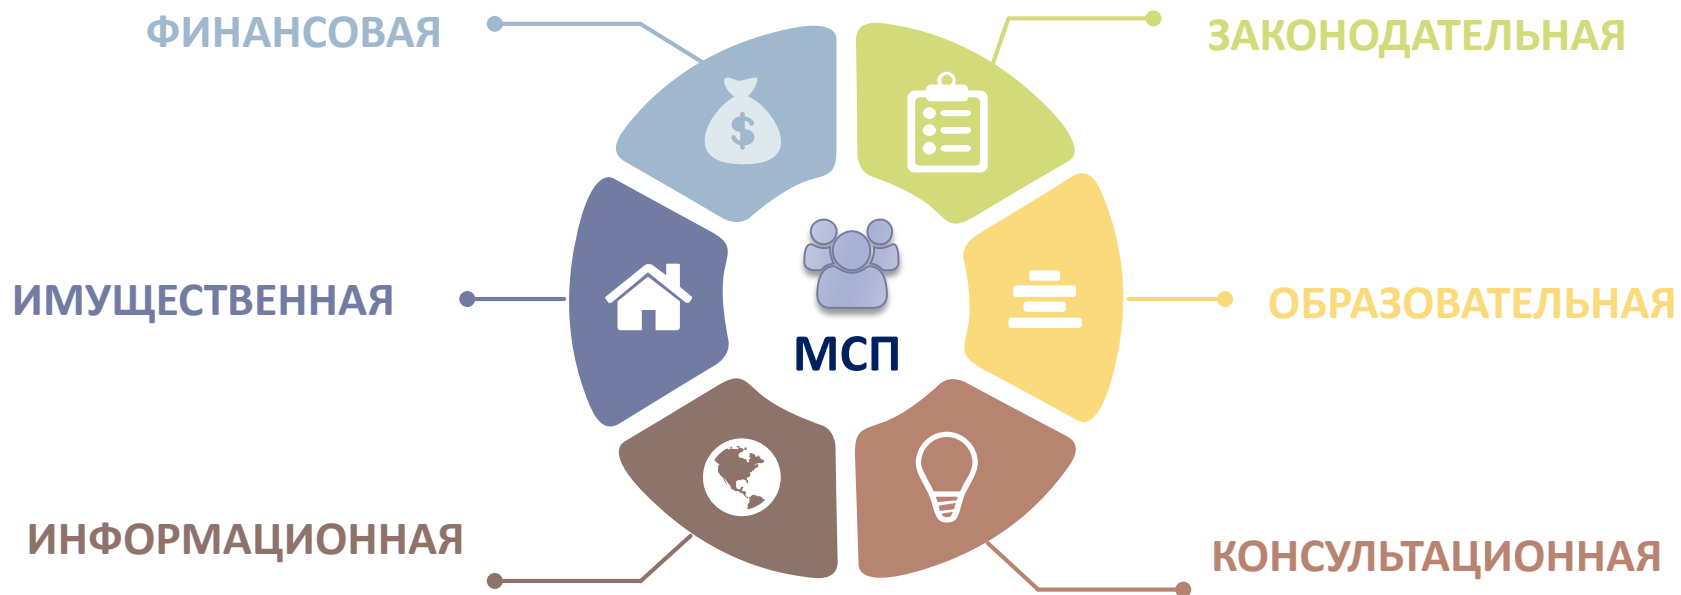 ФИНАНСОВАЯ
ЗАКОНОДАТЕЛЬНАЯ
ИМУЩЕСТВЕННАЯ
МСП
ОБРАЗОВАТЕЛЬНАЯ
ИНФОРМАЦИОННАЯ
КОНСУЛЬТАЦИОННАЯ
$